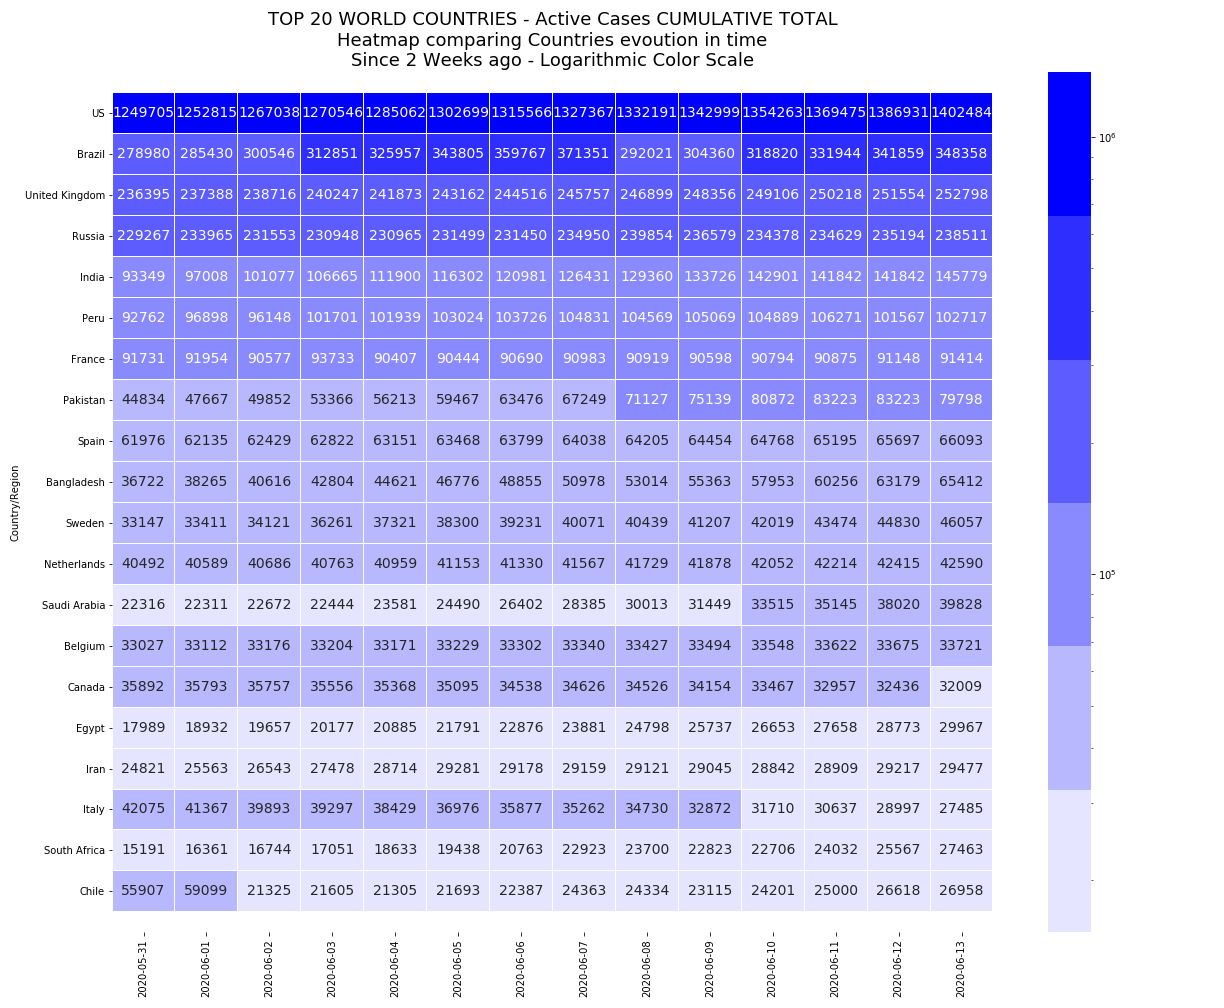 TOP 20 WORLD COUNTRIES - Active Cases CUMULATIVE TOTAL
Heatmap comparing Countries evoution in time
Since 2 Weeks ago - Logarithmic Color Scale
Country/Region
US 1249705 1252815 1267038 1270546 1285062 1302699 1315566 1327367 1332191 1342999 1354263 1369475 1386931 1402484
Brazil 278980 285430 300546 312851 325957 343805 359767 371351 292021 304360 318820 331944 341859 348358
United Kingdom 236395 237388 238716 240247 241873 243162 244516 245757 246899 248356 249106 250218 251554 252798
Russia 229267 233965 231553 230948 230965 231499 231450 234950 239854 236579 234378 234629 235194 238511
India 93349 97008 101077 106665 111900 116302 120981 126431 129360 133726 142901 141842 141842 145779
Peru 92762 96898 96148 101701 101939 103024 103726 104831 104569 105069 104889 106271 101567 102717
France 91731 91954 90577 93733 90407 90444 90690 90983 90919 90598 90794 90875 91148 91414
Pakistan 44834 47667 49852 53366 56213 59467 63476 67249 71127 75139 80872 83223 83223 79798
Spain 61976 62135 62429 62822 63151 63468 63799 64038 64205 64454 64768 65195 65697 66093
Bangladesh 36722 38265 40616 42804 44621 46776 48855 50978 53014 55363 57953 60256 63179 65412
Sweden 33147 33411 34121 36261 37321 38300 39231 40071 40439 41207 42019 43474 44830 46057
Netherlands 40492 40589 40686 40763 40959 41153 41330 41567 41729 41878 42052 42214 42415 42590
Saudi Arabia 22316 22311 22672 22444 23581 24490 26402 28385 30013 31449 33515 35145 38020 39828
Belgium 33027 33112 33176 33204 33171 33229 33302 33340 33427 33494 33548 33622 33675 33721
Canada 35892 35793 35757 35556 35368 35095 34538 34626 34526 34154 33467 32957 32436 32009
Egypt 17989 18932 19657 20177 20885 21791 22876 23881 24798 25737 26653 27658 28773 29967
Iran 24821 25563 26543 27478 28714 29281 29178 29159 29121 29045 28842 28909 29217 29477
Italy 42075 41367 39893 39297 38429 36976 35877 35262 34730 32872 31710 30637 28997 27485
South Africa 15191 16361 16744 17051 18633 19438 20763 22923 23700 22823 22706 24032 25567 27463
Chile 55907 59099 21325 21605 21305 21693 22387 24363 24334 23115 24201 25000 26618 26958
2020-05-31 2020-06-01 2020-06-02 2020-06-03 2020-06-04 2020-06-05 2020-06-06 2020-06-07 2020-06-08 2020-06-09 2020-06-10 2020-06-11 2020-06-12 2020-06-13
10⁶
10⁵